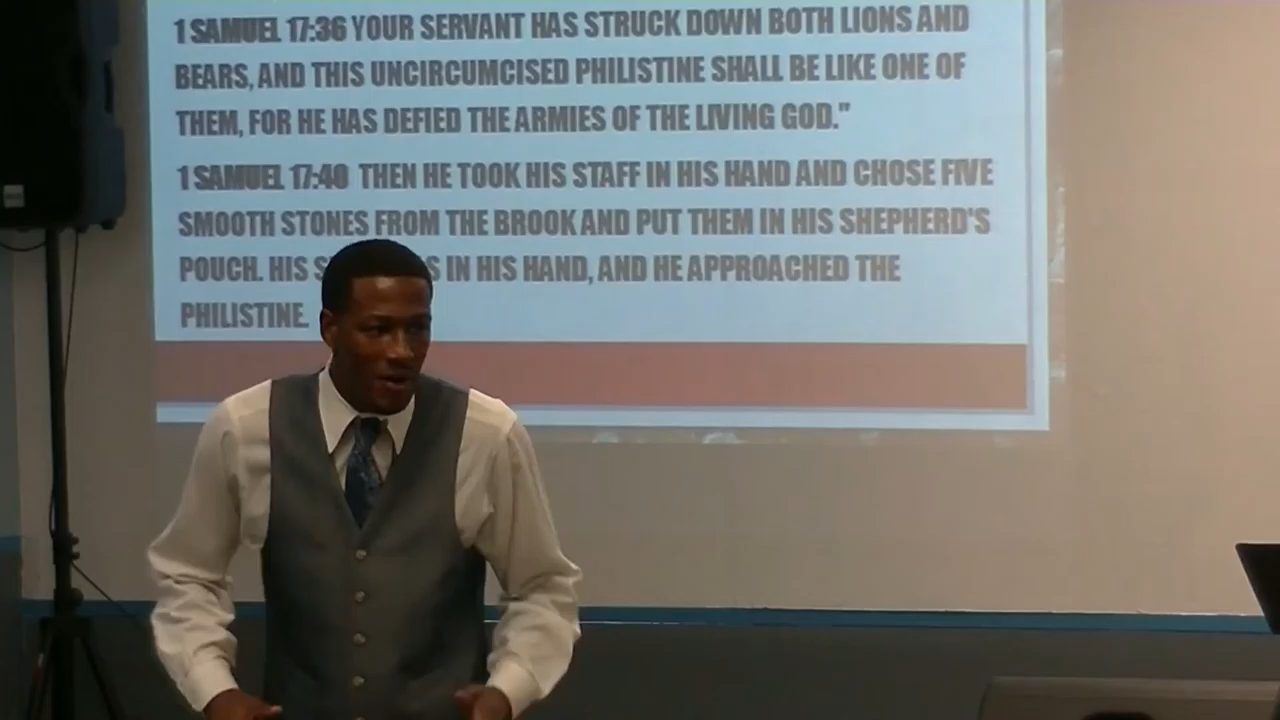 1 SAMUEL 17:36 YOUR SERVANT HAS STRUCK DOWN BOTH LIONS AND
BEARS, AND THIS UNCIRCUMCISED PHILISTINE SHALL BE LIKE ONE OF
THEM, FOR HE HAS DEFIED THE ARMIES OF THE LIVING GOD."
1 SAMUEL 17:40 THEN HE TOOK HIS STAFF IN HIS HAND AND CHOSE FIVE
SMOOTH STONES FROM THE BROOK AND PUT THEM IN HIS SHEPHERD'S
POUCH. HIS IN HIS HAND, AND HE APPROACHED THE
PHILISTINE.